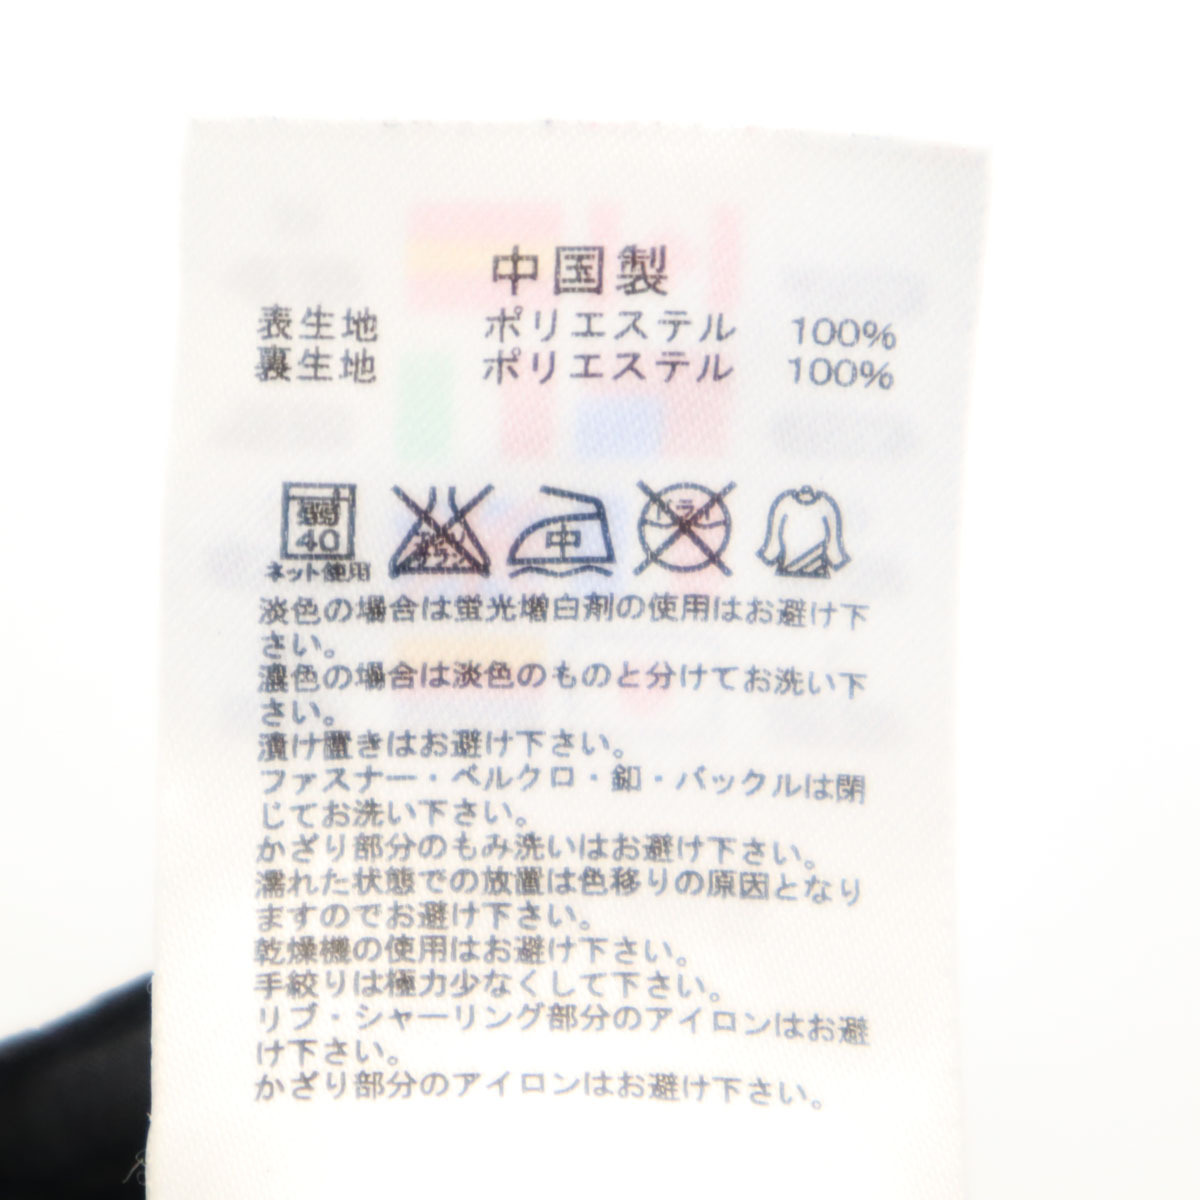 中国製
表生地 ポリエステル 100%
裏生地 ポリエステル 100%
弱
40
ネット使用
エンソ
サラシ
中
ドライ
淡色の場合は蛍光増白剤の使用はお避け下
さい。
濃色の場合は淡色のものと分けてお洗い下
さい。
漬け置きはお避け下さい。
ファスナー・ベルクロ・釦・バックルは閉
じてお洗い下さい。
かざり部分のもみ洗いはお避け下さい。
濡れた状態での放置は色移りの原因となり
ますのでお避け下さい。
乾燥機の使用はお避け下さい。
手絞りは極力少なくして下さい。
リブ・シャーリング部分のアイロンはお避
け下さい。
かざり部分のアイロンはお避け下さい。